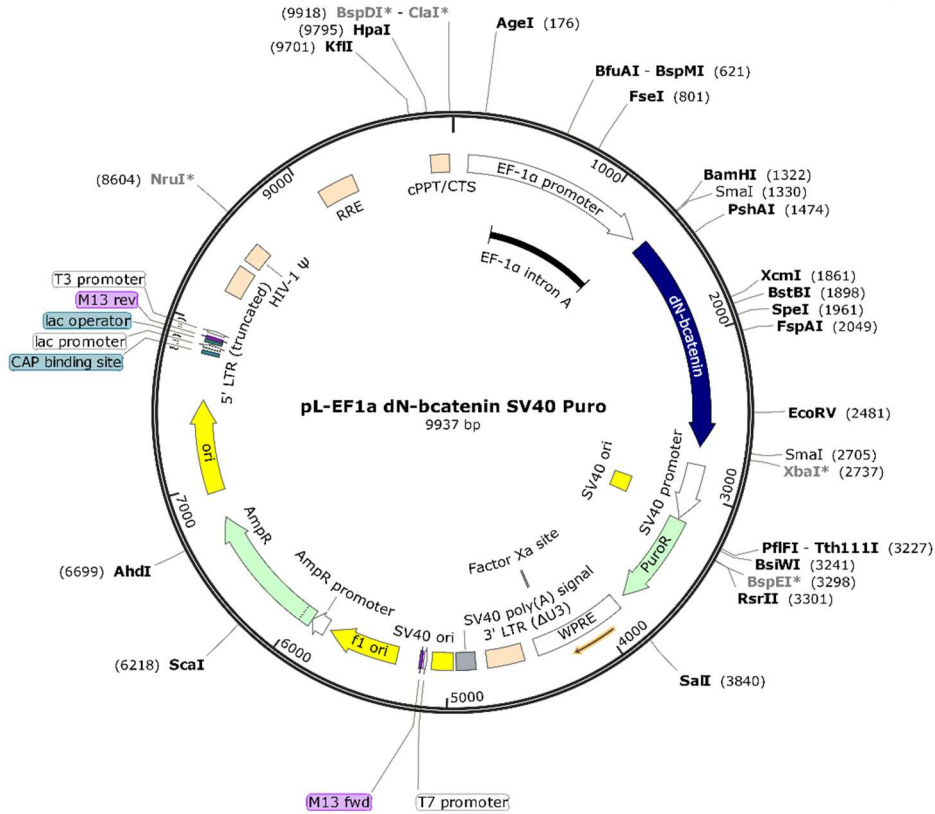 (9918) BspDI* - ClaI*
(9795) HpaI
(9701) KflI
AgeI (176)
BfuAI - BspMI (621)
FseI (801)
(8604) NruI*
9000
RRE
cPPT/CTS
EF-1α promoter
1000
BamHI (1322)
SmaI (1330)
PshAI (1474)
EF-1α intron A
HIV-1 Ψ
5' LTR (truncated)
T3 promoter
M13 rev
lac operator
lac promoter
CAP binding site
dN-bcatenin
2000
XcmI (1861)
BstBI (1898)
SpeI (1961)
FspAI (2049)
pL-EF1a dN-bcatenin SV40 Puro
9937 bp
EcoRV (2481)
ori
7000
SV40 ori
SV40 promoter
SmaI (2705)
XbaI* (2737)
3000
AmpR
AmpR promoter
Factor Xa site
PuroR
PflFI - Tth111I (3227)
BsiWI (3241)
BspEI* (3298)
RsrII (3301)
(6699) AhdI
SV40 ori
SV40 poly(A) signal
3' LTR (ΔU3)
WPRE
4000
f1 ori
6000
(6218) ScaI
5000
SalI (3840)
M13 fwd
T7 promoter